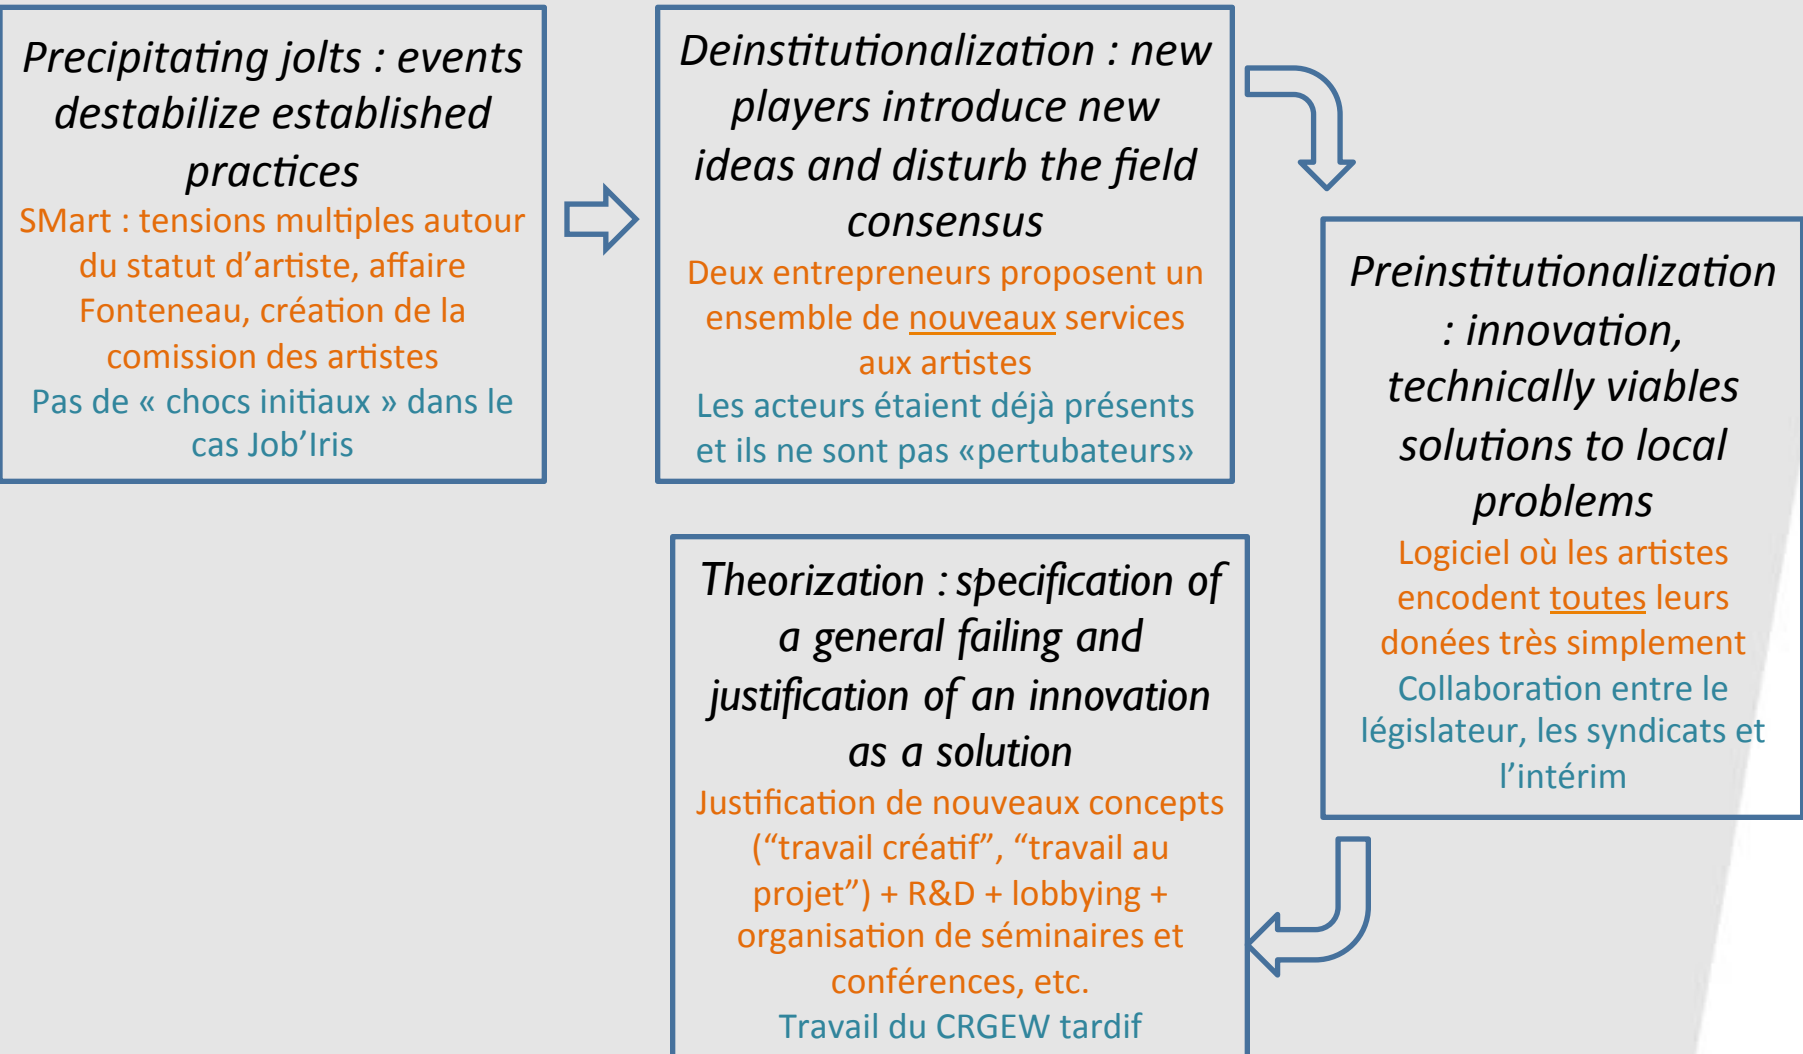 Precipitating jolts : events
destabilize established
practices
SMart : tensions multiples autour
du statut d’artiste, affaire
Fonteneau, création de la
comission des artistes
Pas de « chocs initiaux » dans le
cas Job’Iris
Deinstitutionalization : new
players introduce new
ideas and disturb the field
consensus
Deux entrepreneurs proposent un
ensemble de nouveaux services
aux artistes
Les acteurs étaient déjà présents
et ils ne sont pas «pertubateurs»
Preinstitutionalization
: innovation,
technically viables
solutions to local
problems
Logiciel où les artistes
encodent toutes leurs
donées très simplement
Collaboration entre le
législateur, les syndicats et
l’intérim
Theorization : specification of
a general failing and
justification of an innovation
as a solution
Justification de nouveaux concepts
(“travail créatif”, “travail au
projet”) + R&D + lobbying +
organisation de séminaires et
conférences, etc.
Travail du CRGEW tardif